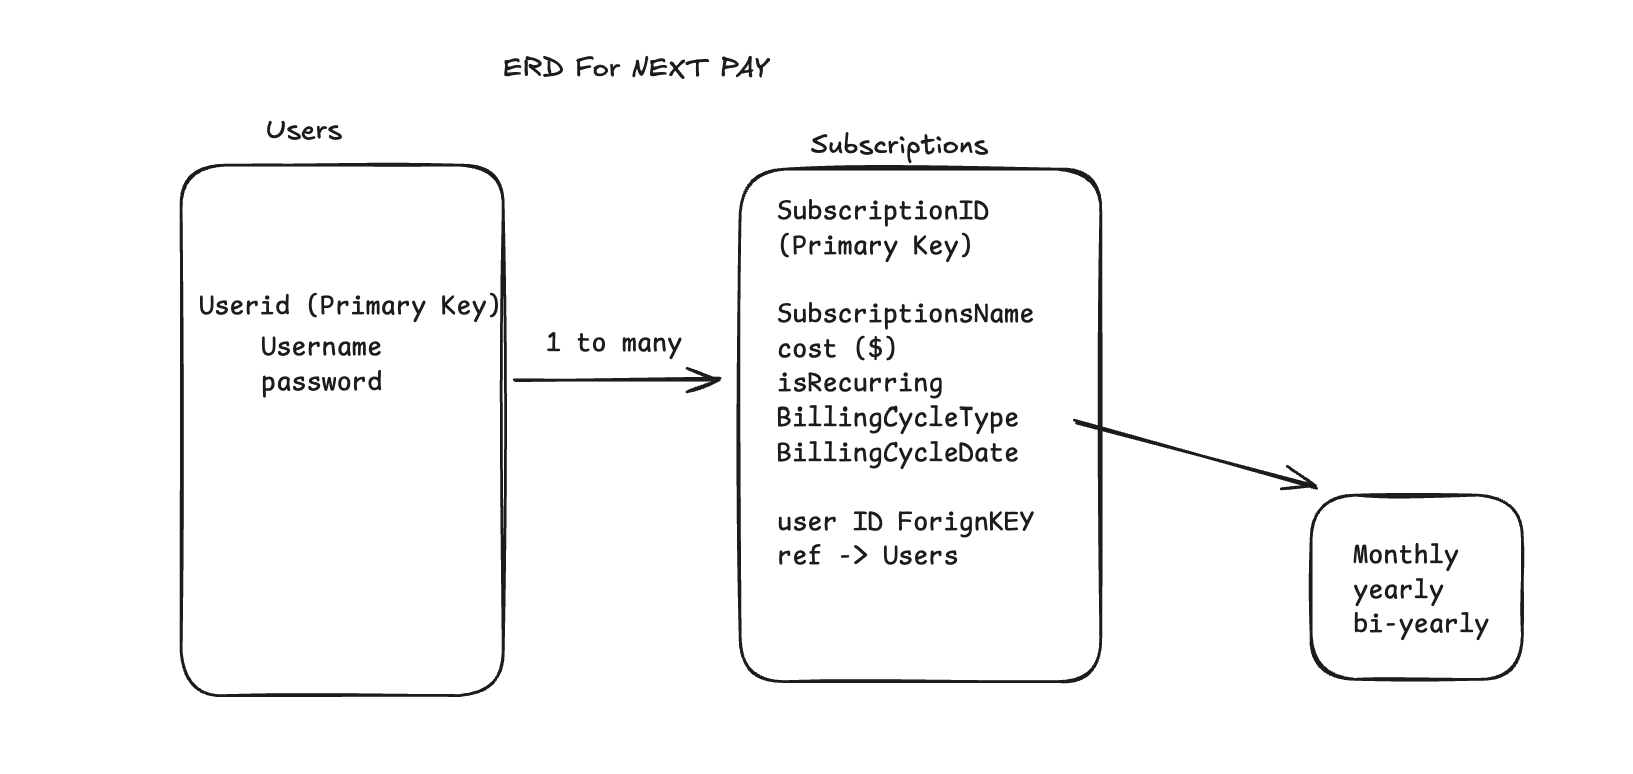 ERD For NEXT PAY
Users
Userid (Primary Key)
Username
password
1 to many
Subscriptions
SubscriptionID
(Primary Key)
SubscriptionsName
cost ($)
isRecurring
BillingCycleType
BillingCycleDate
user ID ForignKEY
ref -> Users
Monthly
yearly
bi-yearly